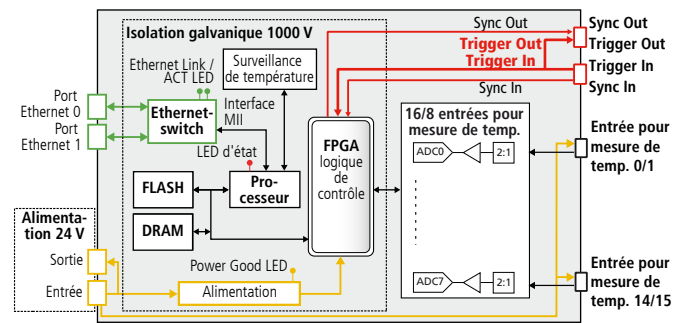 Isolation galvanique 1000 V
Sync Out
Sync Out
Trigger Out
Trigger Out
Trigger In
Trigger In
Sync In
Sync In
Ethernet Link /
ACT LED
Surveillance
de température
Port
Ethernet 0
Port
Ethernet 1
Ethernet-
switch
Interface
MII
LED d'état
FPGA
logique
de
contrôle
16/8 entrées pour
mesure de temp.
ADC0
2:1
Entrée pour
mesure de
temp. 0/1
FLASH
Pro-
cesseur
DRAM
Alimenta-
tion 24 V
Sortie
Entrée
Power Good LED
Alimentation
ADC7
2:1
Entrée pour
mesure de
temp. 14/15